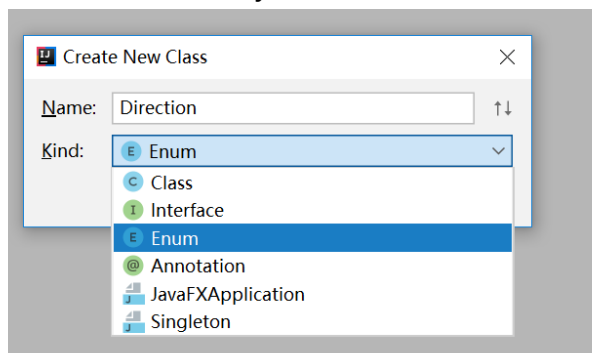 Create New Class
Name: Direction
Kind: E Enum
C Class
I Interface
E Enum
@ Annotation
J JavaFXApplication
J Singleton